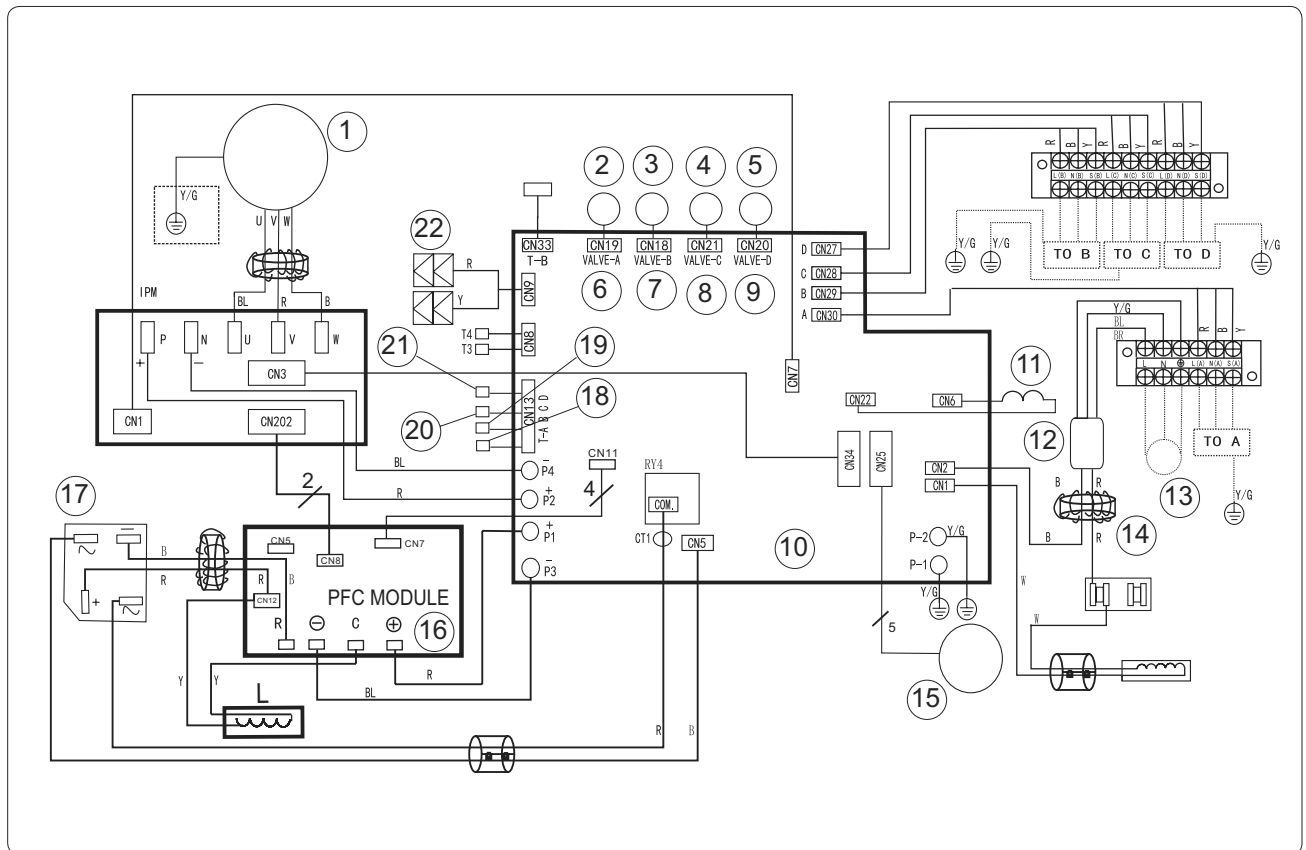 1
2 3 4 5
22
CN33
T-B
CN19 CN18 CN21 CN20
VALVE-A VALVE-B VALVE-C VALVE-D
6 7 8 9
R
Y
CN9
T4
T3
CN8
21
20
19
18
CN13
T-A B C D
Y/G
U V W
IPM
BL R B
P N U V W
+ −
CN3
CN1
CN202
CN7
D CN27
C CN28
B CN29
A CN30
R B Y R B Y R B Y
L(B) N(B) S(B) L(C) N(C) S(C) L(D) N(D) S(D)
Y/G Y/G Y/G
TO B TO C TO D
Y/G
BL
BR
R B Y
L N L(A) N(A) S(A)
TO A
Y/G
11
CN22 CN6
12
13
14
B R
B R
CN34 CN25
CN2
CN1
CN11
RY4
COM.
CT1
CN5
10
P-2 Y/G
P-1
Y/G
W
W
5
15
BL
R
− P4
+ P2
+ P1
− P3
2
4
17
∼ −
+ ∼
B
R
CN5
CN8
CN7
R B
CN12
PFC MODULE
16
R ⊖ C ⊕
Y Y
L
BL
R
R B